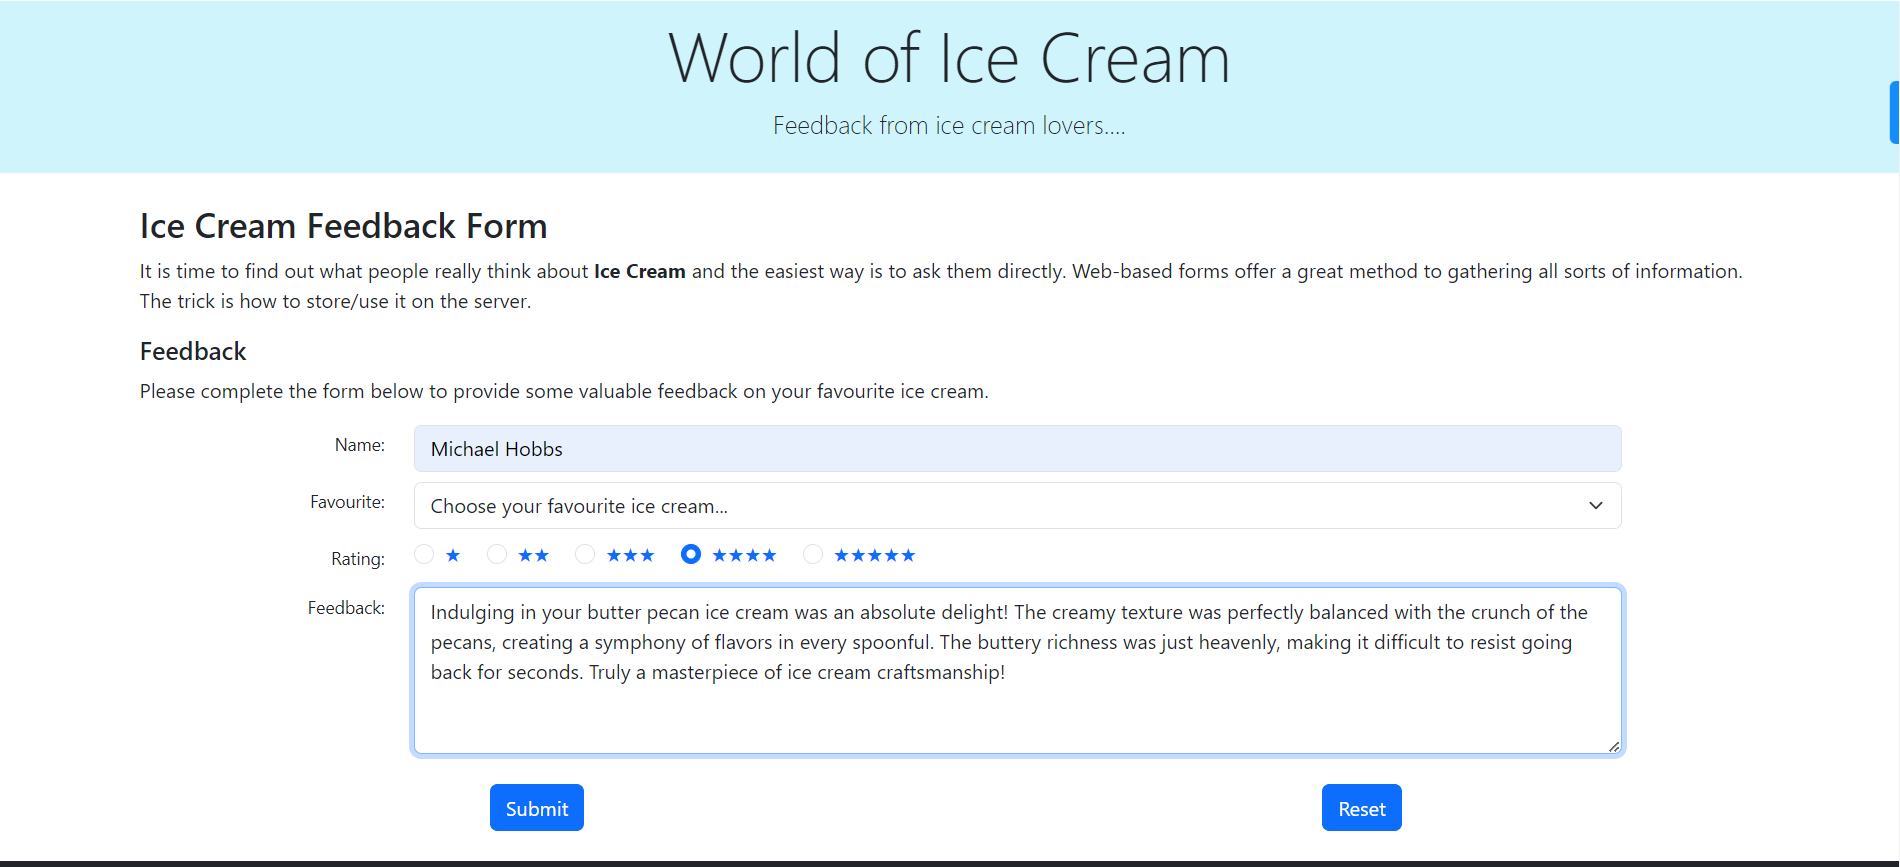 World of Ice Cream
Feedback from ice cream lovers....
Ice Cream Feedback Form
It is time to find out what people really think about Ice Cream and the easiest way is to ask them directly. Web-based forms offer a great method to gathering all sorts of information.
The trick is how to store/use it on the server.
Feedback
Please complete the form below to provide some valuable feedback on your favourite ice cream.
Name: Michael Hobbs
Favourite: Choose your favourite ice cream...
Rating: ★ ★★ ★★★ ★★★★ ★★★★★
Feedback: Indulging in your butter pecan ice cream was an absolute delight! The creamy texture was perfectly balanced with the crunch of the
pecans, creating a symphony of flavors in every spoonful. The buttery richness was just heavenly, making it difficult to resist going
back for seconds. Truly a masterpiece of ice cream craftsmanship!
Submit Reset